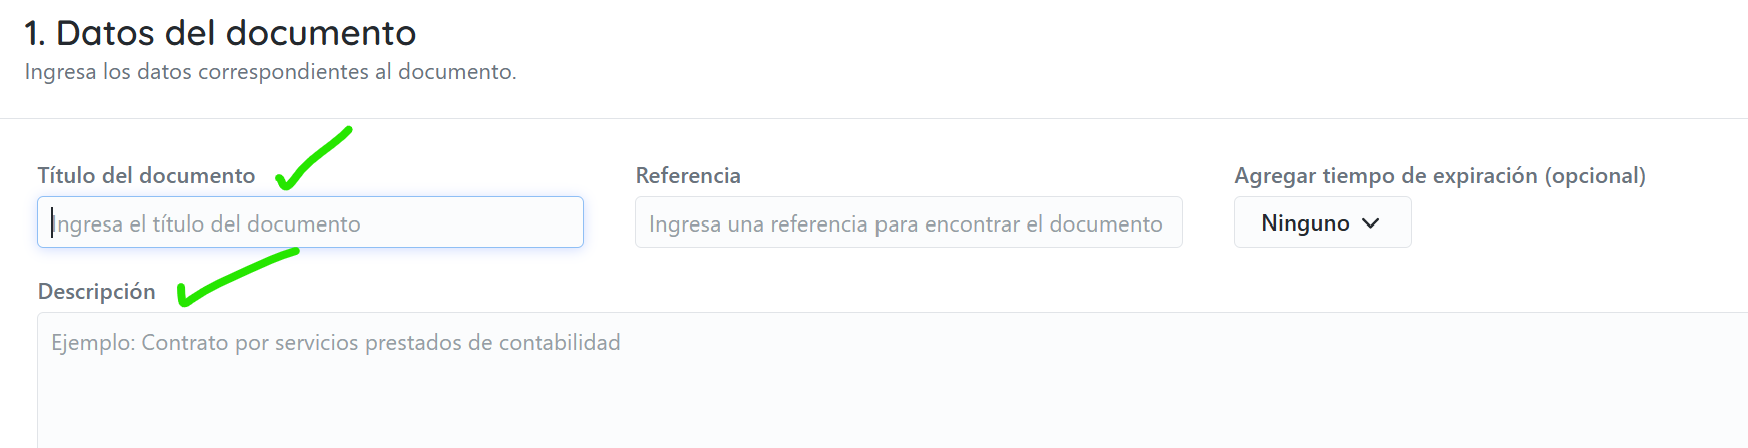 1. Datos del documento
Ingresa los datos correspondientes al documento.
Título del documento
Ingresa el título del documento
Referencia
Ingresa una referencia para encontrar el documento
Agregar tiempo de expiración (opcional)
Ninguno
Descripción
Ejemplo: Contrato por servicios prestados de contabilidad